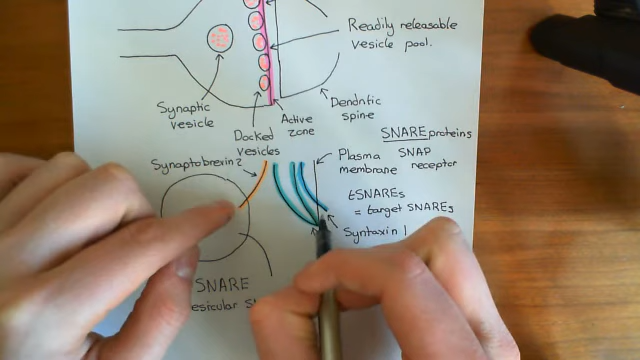 Readily releasable
vesicle pool.
Synaptic
vesicle
Docked
vesicles
Active
zone
Dendritic
spine
SNARE proteins
SNAP
receptor
Synaptobrevin 2
Plasma
membrane
tSNAREs
= target SNAREs
Syntaxin 1
SNARE